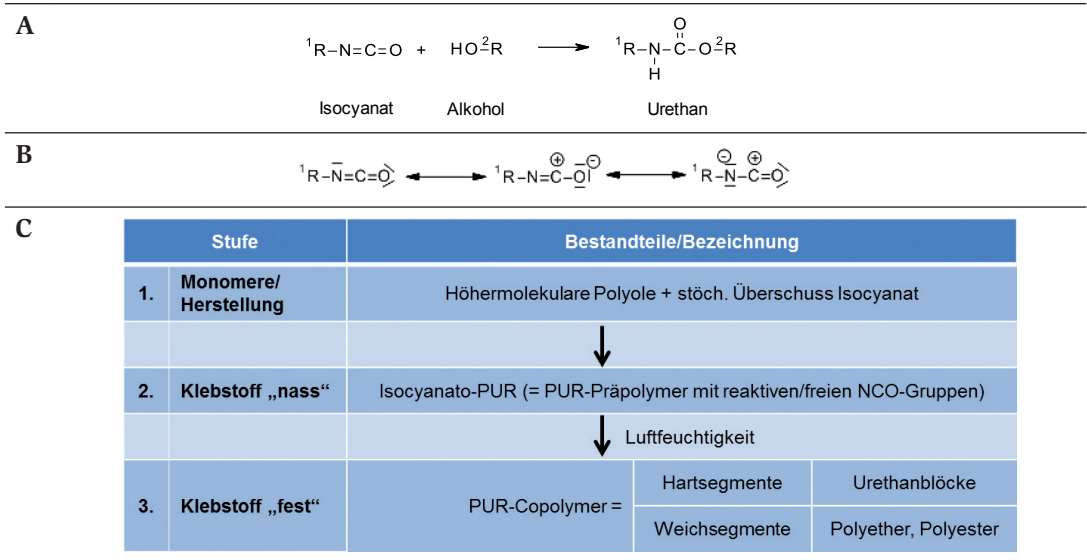 A
¹R–N=C=O + HO–²R → ¹R–N–C–O–²R
O
H
Isocyanat Alkohol Urethan
B
¹R–N=C=O ↔ ¹R–N=C–O ↔ ¹R–N–C=O
⊕ ⊖ ⊖ ⊕
C
Stufe Bestandteile/Bezeichnung
1. Monomere/
Herstellung
Höhermolekulare Polyole + stöch. Überschuss Isocyanat
2. Klebstoff „nass“ Isocyanato-PUR (= PUR-Präpolymer mit reaktiven/freien NCO-Gruppen)
Luftfeuchtigkeit
3. Klebstoff „fest“ PUR-Copolymer =
Hartsegmente Urethanblöcke
Weichsegmente Polyether, Polyester